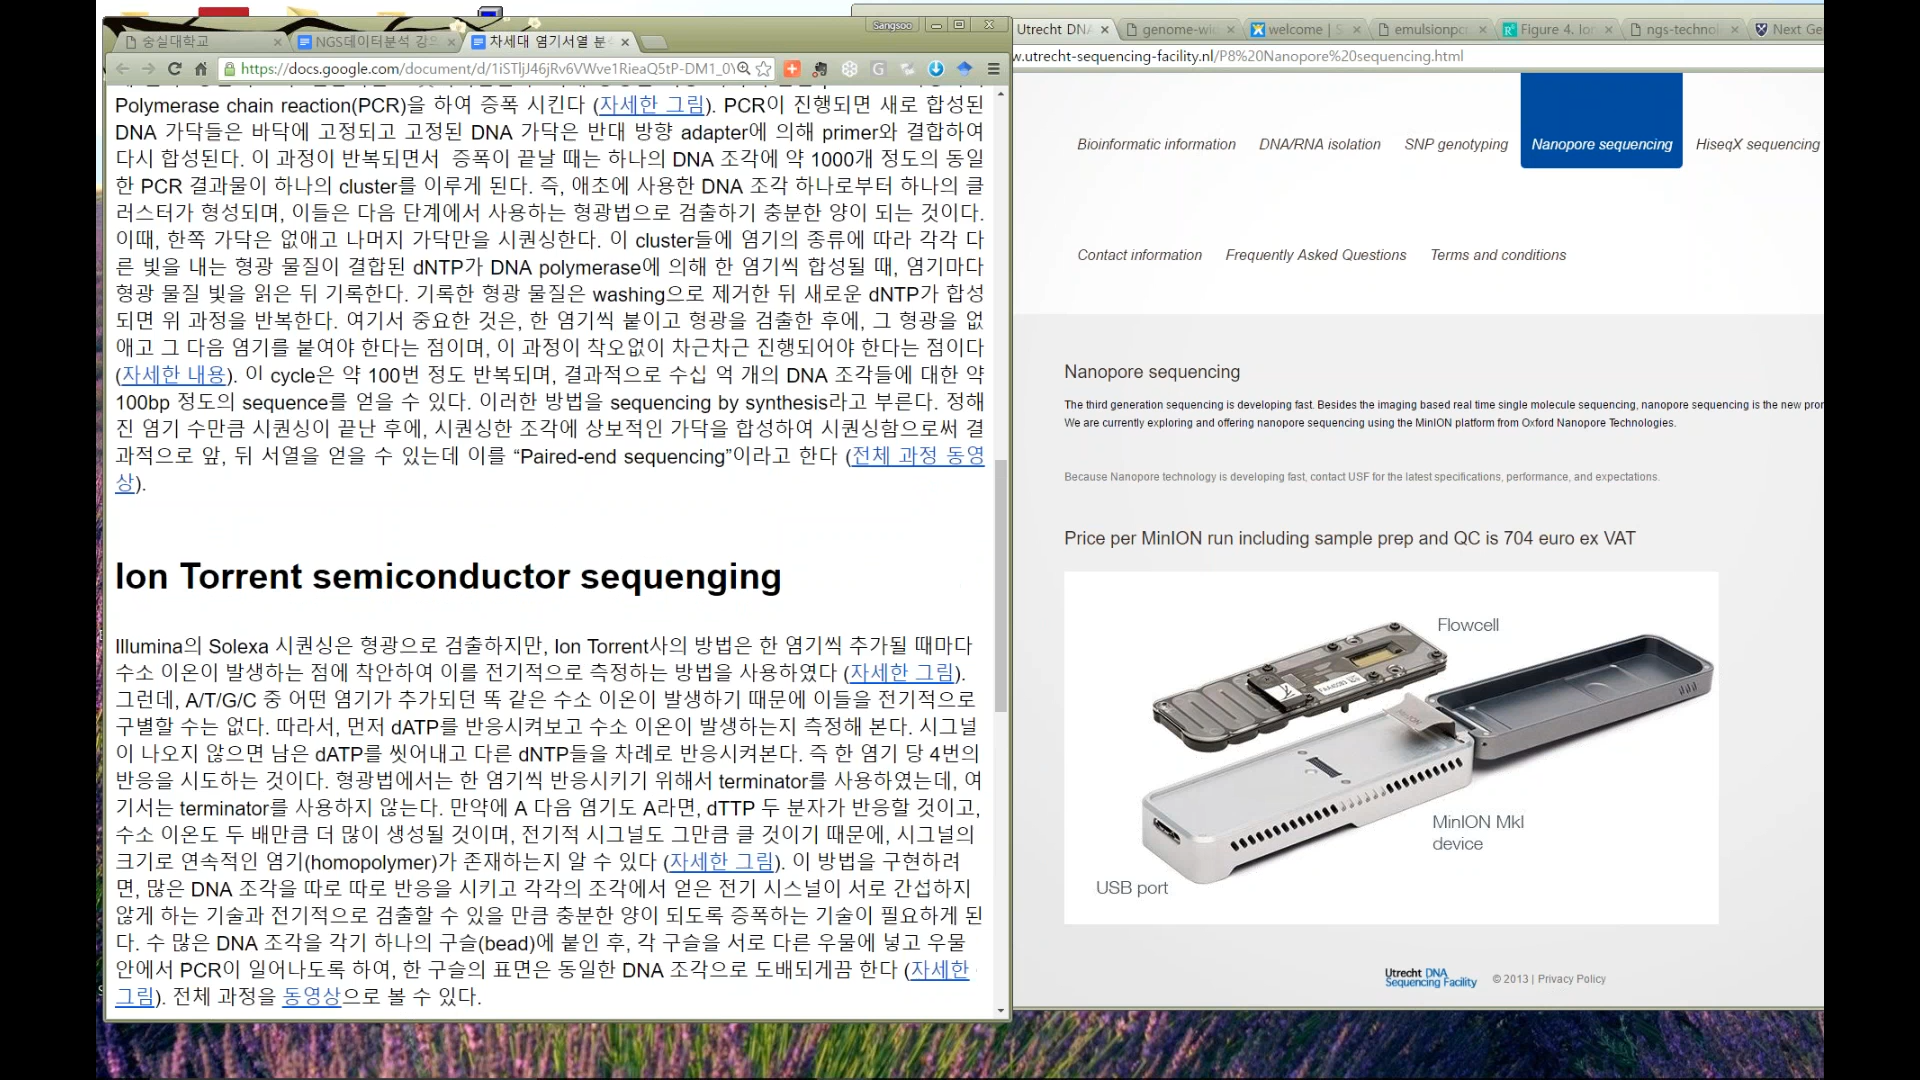 Sangsoo
숭실대학교
NGS데이터분석 강의
차세대 염기서열 분석
https://docs.google.com/document/d/1iSTljJ46jRv6VWve1RieaQ5tP-DM1_0\
Polymerase chain reaction(PCR)을 하여 증폭 시킨다 (자세한 그림). PCR이 진행되면 새로 합성된
DNA 가닥들은 바닥에 고정되고 고정된 DNA 가닥은 반대 방향 adapter에 의해 primer와 결합하여
다시 합성된다. 이 과정이 반복되면서 증폭이 끝날 때는 하나의 DNA 조각에 약 1000개 정도의 동일
한 PCR 결과물이 하나의 cluster를 이루게 된다. 즉, 애초에 사용한 DNA 조각 하나로부터 하나의 클
러스터가 형성되며, 이들은 다음 단계에서 사용하는 형광법으로 검출하기 충분한 양이 되는 것이다.
이때, 한쪽 가닥은 없애고 나머지 가닥만을 시퀀싱한다. 이 cluster들에 염기의 종류에 따라 각각 다
른 빛을 내는 형광 물질이 결합된 dNTP가 DNA polymerase에 의해 한 염기씩 합성될 때, 염기마다
형광 물질 빛을 읽은 뒤 기록한다. 기록한 형광 물질은 washing으로 제거한 뒤 새로운 dNTP가 합성
되면 위 과정을 반복한다. 여기서 중요한 것은, 한 염기씩 붙이고 형광을 검출한 후에, 그 형광을 없
애고 그 다음 염기를 붙여야 한다는 점이며, 이 과정이 착오없이 차근차근 진행되어야 한다는 점이다
(자세한 내용). 이 cycle은 약 100번 정도 반복되며, 결과적으로 수십 억 개의 DNA 조각들에 대한 약
100bp 정도의 sequence를 얻을 수 있다. 이러한 방법을 sequencing by synthesis라고 부른다. 정해
진 염기 수만큼 시퀀싱이 끝난 후에, 시퀀싱한 조각에 상보적인 가닥을 합성하여 시퀀싱함으로써 결
과적으로 앞, 뒤 서열을 얻을 수 있는데 이를 “Paired-end sequencing”이라고 한다 (전체 과정 동영
상).
Ion Torrent semiconductor sequenging
Illumina의 Solexa 시퀀싱은 형광으로 검출하지만, Ion Torrent사의 방법은 한 염기씩 추가될 때마다
수소 이온이 발생하는 점에 착안하여 이를 전기적으로 측정하는 방법을 사용하였다 (자세한 그림).
그런데, A/T/G/C 중 어떤 염기가 추가되던 똑 같은 수소 이온이 발생하기 때문에 이들을 전기적으로
구별할 수는 없다. 따라서, 먼저 dATP를 반응시켜보고 수소 이온이 발생하는지 측정해 본다. 시그널
이 나오지 않으면 남은 dATP를 씻어내고 다른 dNTP들을 차례로 반응시켜본다. 즉 한 염기 당 4번의
반응을 시도하는 것이다. 형광법에서는 한 염기씩 반응시키기 위해서 terminator를 사용하였는데, 여
기서는 terminator를 사용하지 않는다. 만약에 A 다음 염기도 A라면, dTTP 두 분자가 반응할 것이고,
수소 이온도 두 배만큼 더 많이 생성될 것이며, 전기적 시그널도 그만큼 클 것이기 때문에, 시그널의
크기로 연속적인 염기(homopolymer)가 존재하는지 알 수 있다 (자세한 그림). 이 방법을 구현하려
면, 많은 DNA 조각을 따로 따로 반응을 시키고 각각의 조각에서 얻은 전기 시스널이 서로 간섭하지
않게 하는 기술과 전기적으로 검출할 수 있을 만큼 충분한 양이 되도록 증폭하는 기술이 필요하게 된
다. 수 많은 DNA 조각을 각기 하나의 구슬(bead)에 붙인 후, 각 구슬을 서로 다른 우물에 넣고 우물
안에서 PCR이 일어나도록 하여, 한 구슬의 표면은 동일한 DNA 조각으로 도배되게끔 한다 (자세한
그림). 전체 과정을 동영상으로 볼 수 있다.
Utrecht DNA
genome-wid
welcome | S
emulsionpc
Figure 4. Ion
ngs-technol
Next Ge
w.utrecht-sequencing-facility.nl/P8%20Nanopore%20sequencing.html
Bioinformatic information
DNA/RNA isolation
SNP genotyping
Nanopore sequencing
HiseqX sequencing
Contact information
Frequently Asked Questions
Terms and conditions
Nanopore sequencing
The third generation sequencing is developing fast. Besides the imaging based real time single molecule sequencing, nanopore sequencing is the new pror
We are currently exploring and offering nanopore sequencing using the MinION platform from Oxford Nanopore Technologies.
Because Nanopore technology is developing fast, contact USF for the latest specifications, performance, and expectations.
Price per MinION run including sample prep and QC is 704 euro ex VAT
Flowcell
MinION MkI
device
USB port
Utrecht DNA
Sequencing Facility
© 2013 | Privacy Policy